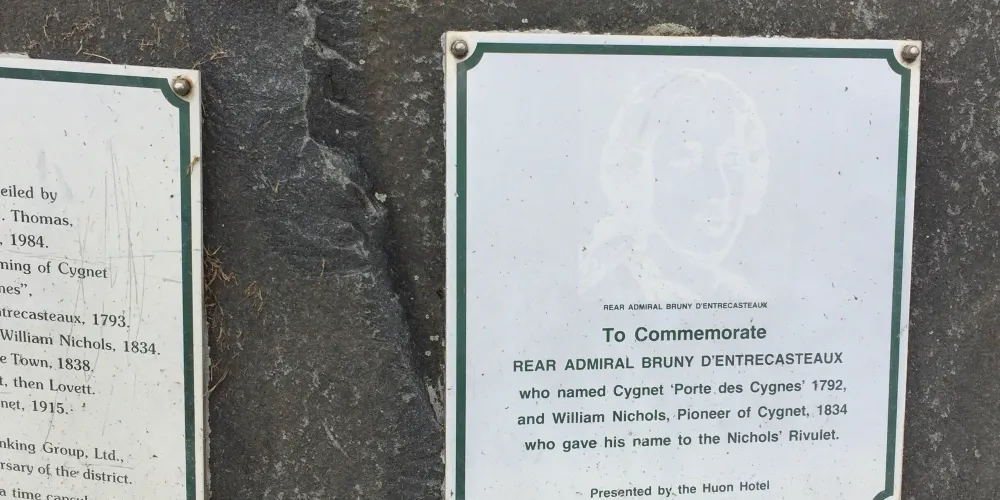 eiled by
. Thomas,
, 1984.
ming of Cygnet
nes",
ntrecasteaux, 1793.
William Nichols, 1834.
e Town, 1838.
t, then Lovett.
net, 1915.
nking Group, Ltd.,
rsary of the district.
a time capsul
REAR ADMIRAL BRUNY D'ENTRECASTEAUX
To Commemorate
REAR ADMIRAL BRUNY D'ENTRECASTEAUX
who named Cygnet 'Porte des Cygnes' 1792,
and William Nichols, Pioneer of Cygnet, 1834
who gave his name to the Nichols' Rivulet.
Presented by the Huon Hotel